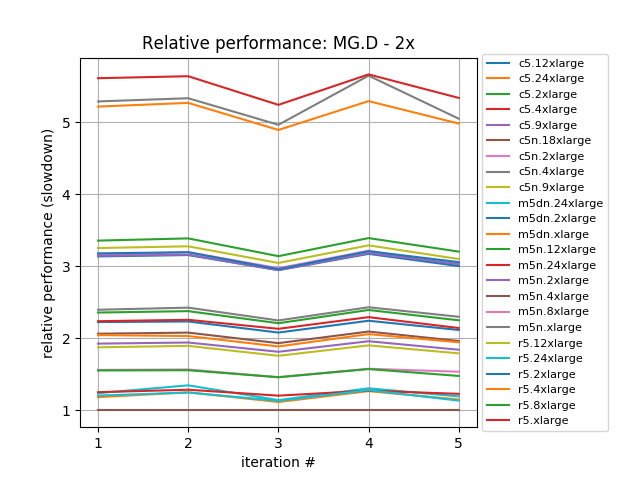 Relative performance: MG.D - 2x
relative performance (slowdown)
5
4
3
2
1
1 2 3 4 5
iteration #
c5.12xlarge
c5.24xlarge
c5.2xlarge
c5.4xlarge
c5.9xlarge
c5n.18xlarge
c5n.2xlarge
c5n.4xlarge
c5n.9xlarge
m5dn.24xlarge
m5dn.2xlarge
m5dn.xlarge
m5n.12xlarge
m5n.24xlarge
m5n.2xlarge
m5n.4xlarge
m5n.8xlarge
m5n.xlarge
r5.12xlarge
r5.24xlarge
r5.2xlarge
r5.4xlarge
r5.8xlarge
r5.xlarge